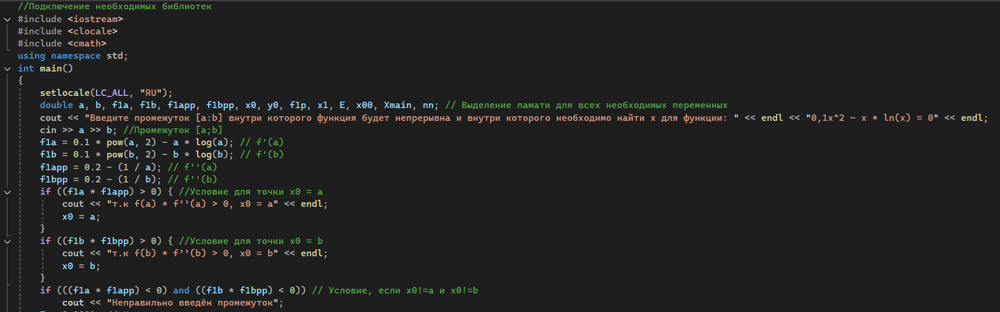 //Подключение необходимых библиотек
#include <iostream>
#include <clocale>
#include <cmath>
using namespace std;
int main()
{
setlocale(LC_ALL, "RU");
double a, b, f1a, f1b, f1app, f1bpp, x0, y0, f1p, x1, E, x00, Xmain, nn; // Выделение памати для всех необходимых переменных
cout << "Введите промежуток [a:b] внутри которого функция будет непрерывна и внутри которого необходимо найти x для функции: " << endl << "0,1x^2 - x * ln(x) = 0" << endl;
cin >> a >> b; //Промежуток [a;b]
f1a = 0.1 * pow(a, 2) - a * log(a); // f'(a)
f1b = 0.1 * pow(b, 2) - b * log(b); // f'(b)
f1app = 0.2 - (1 / a); // f''(a)
f1bpp = 0.2 - (1 / b); // f''(b)
if ((f1a * f1app) > 0) { //Условие для точки x0 = a
cout << "т.к f(a) * f’’(a) > 0, x0 = a" << endl;
x0 = a;
}
if ((f1b * f1bpp) > 0) { //Условие для точки x0 = b
cout << "т.к f(b) * f’’(b) > 0, x0 = b" << endl;
x0 = b;
}
if (((f1a * f1app) < 0) and ((f1b * f1bpp) < 0)) // Условие, если x0!=a и x0!=b
cout << "Неправильно введён промежуток";